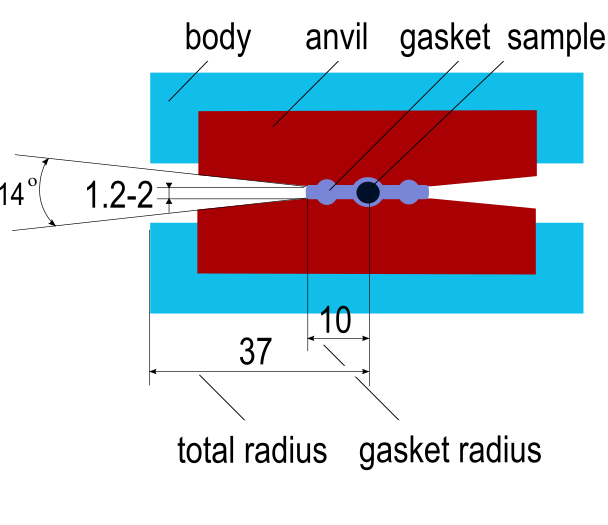 body anvil gasket sample
14°
1.2-2
10
37
total radius gasket radius